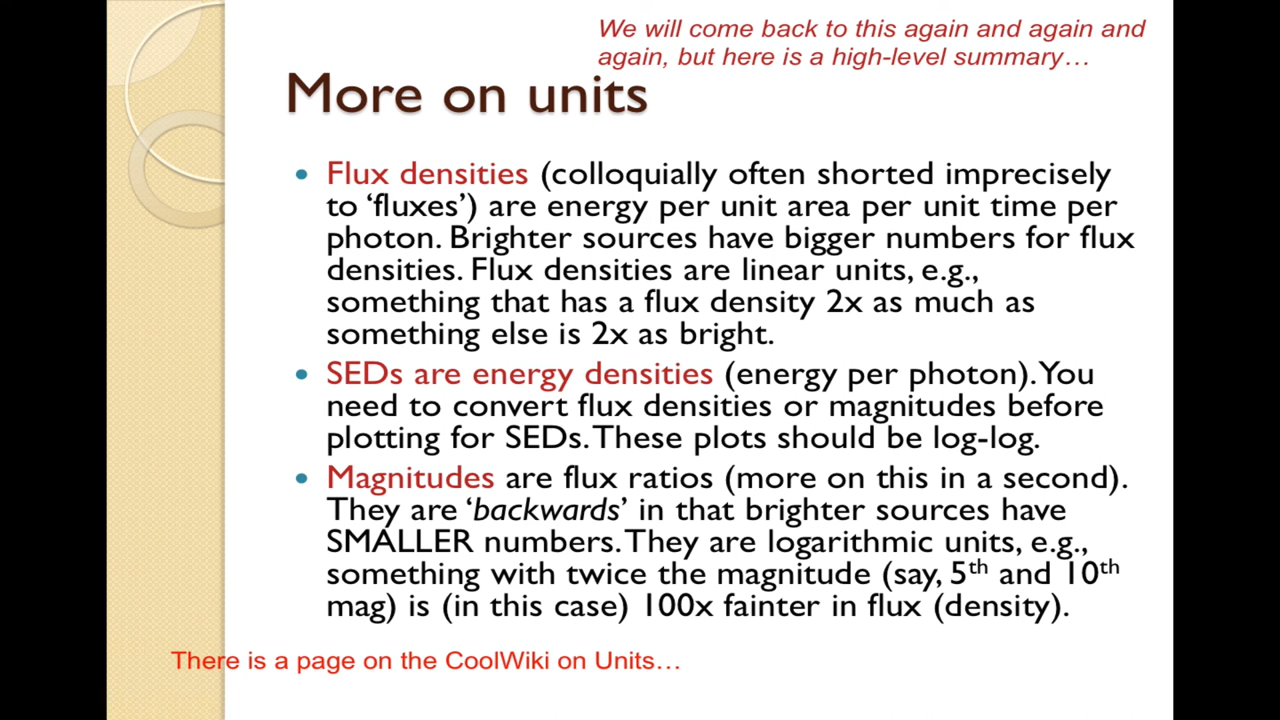 We will come back to this again and again and
again, but here is a high-level summary…
More on units
• Flux densities (colloquially often shorted imprecisely
to ‘fluxes’) are energy per unit area per unit time per
photon. Brighter sources have bigger numbers for flux
densities. Flux densities are linear units, e.g.,
something that has a flux density 2x as much as
something else is 2x as bright.
• SEDs are energy densities (energy per photon). You
need to convert flux densities or magnitudes before
plotting for SEDs. These plots should be log-log.
• Magnitudes are flux ratios (more on this in a second).
They are ‘backwards’ in that brighter sources have
SMALLER numbers. They are logarithmic units, e.g.,
something with twice the magnitude (say, 5th and 10th
mag) is (in this case) 100x fainter in flux (density).
There is a page on the CoolWiki on Units…